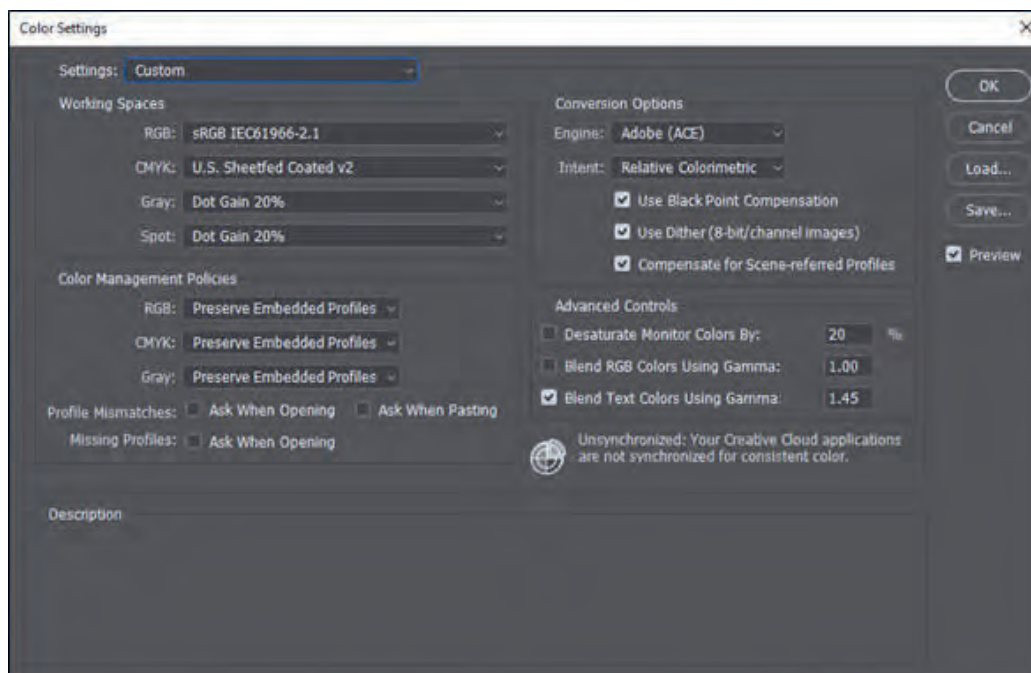 Color Settings
Settings: Custom
Working Spaces
RGB: sRGB IEC61966-2.1
CMYK: U.S. Sheetfed Coated v2
Gray: Dot Gain 20%
Spot: Dot Gain 20%
Color Management Policies
RGB: Preserve Embedded Profiles
CMYK: Preserve Embedded Profiles
Gray: Preserve Embedded Profiles
Profile Mismatches: Ask When Opening Ask When Pasting
Missing Profiles: Ask When Opening
Conversion Options
Engine: Adobe (ACE)
Intent: Relative Colorimetric
Use Black Point Compensation
Use Dither (8-bit/channel images)
Compensate for Scene-referred Profiles
Advanced Controls
Desaturate Monitor Colors By: 20 %
Blend RGB Colors Using Gamma: 1.00
Blend Text Colors Using Gamma: 1.45
Unsynchronized: Your Creative Cloud applications
are not synchronized for consistent color.
OK
Cancel
Load...
Save...
Preview
Description